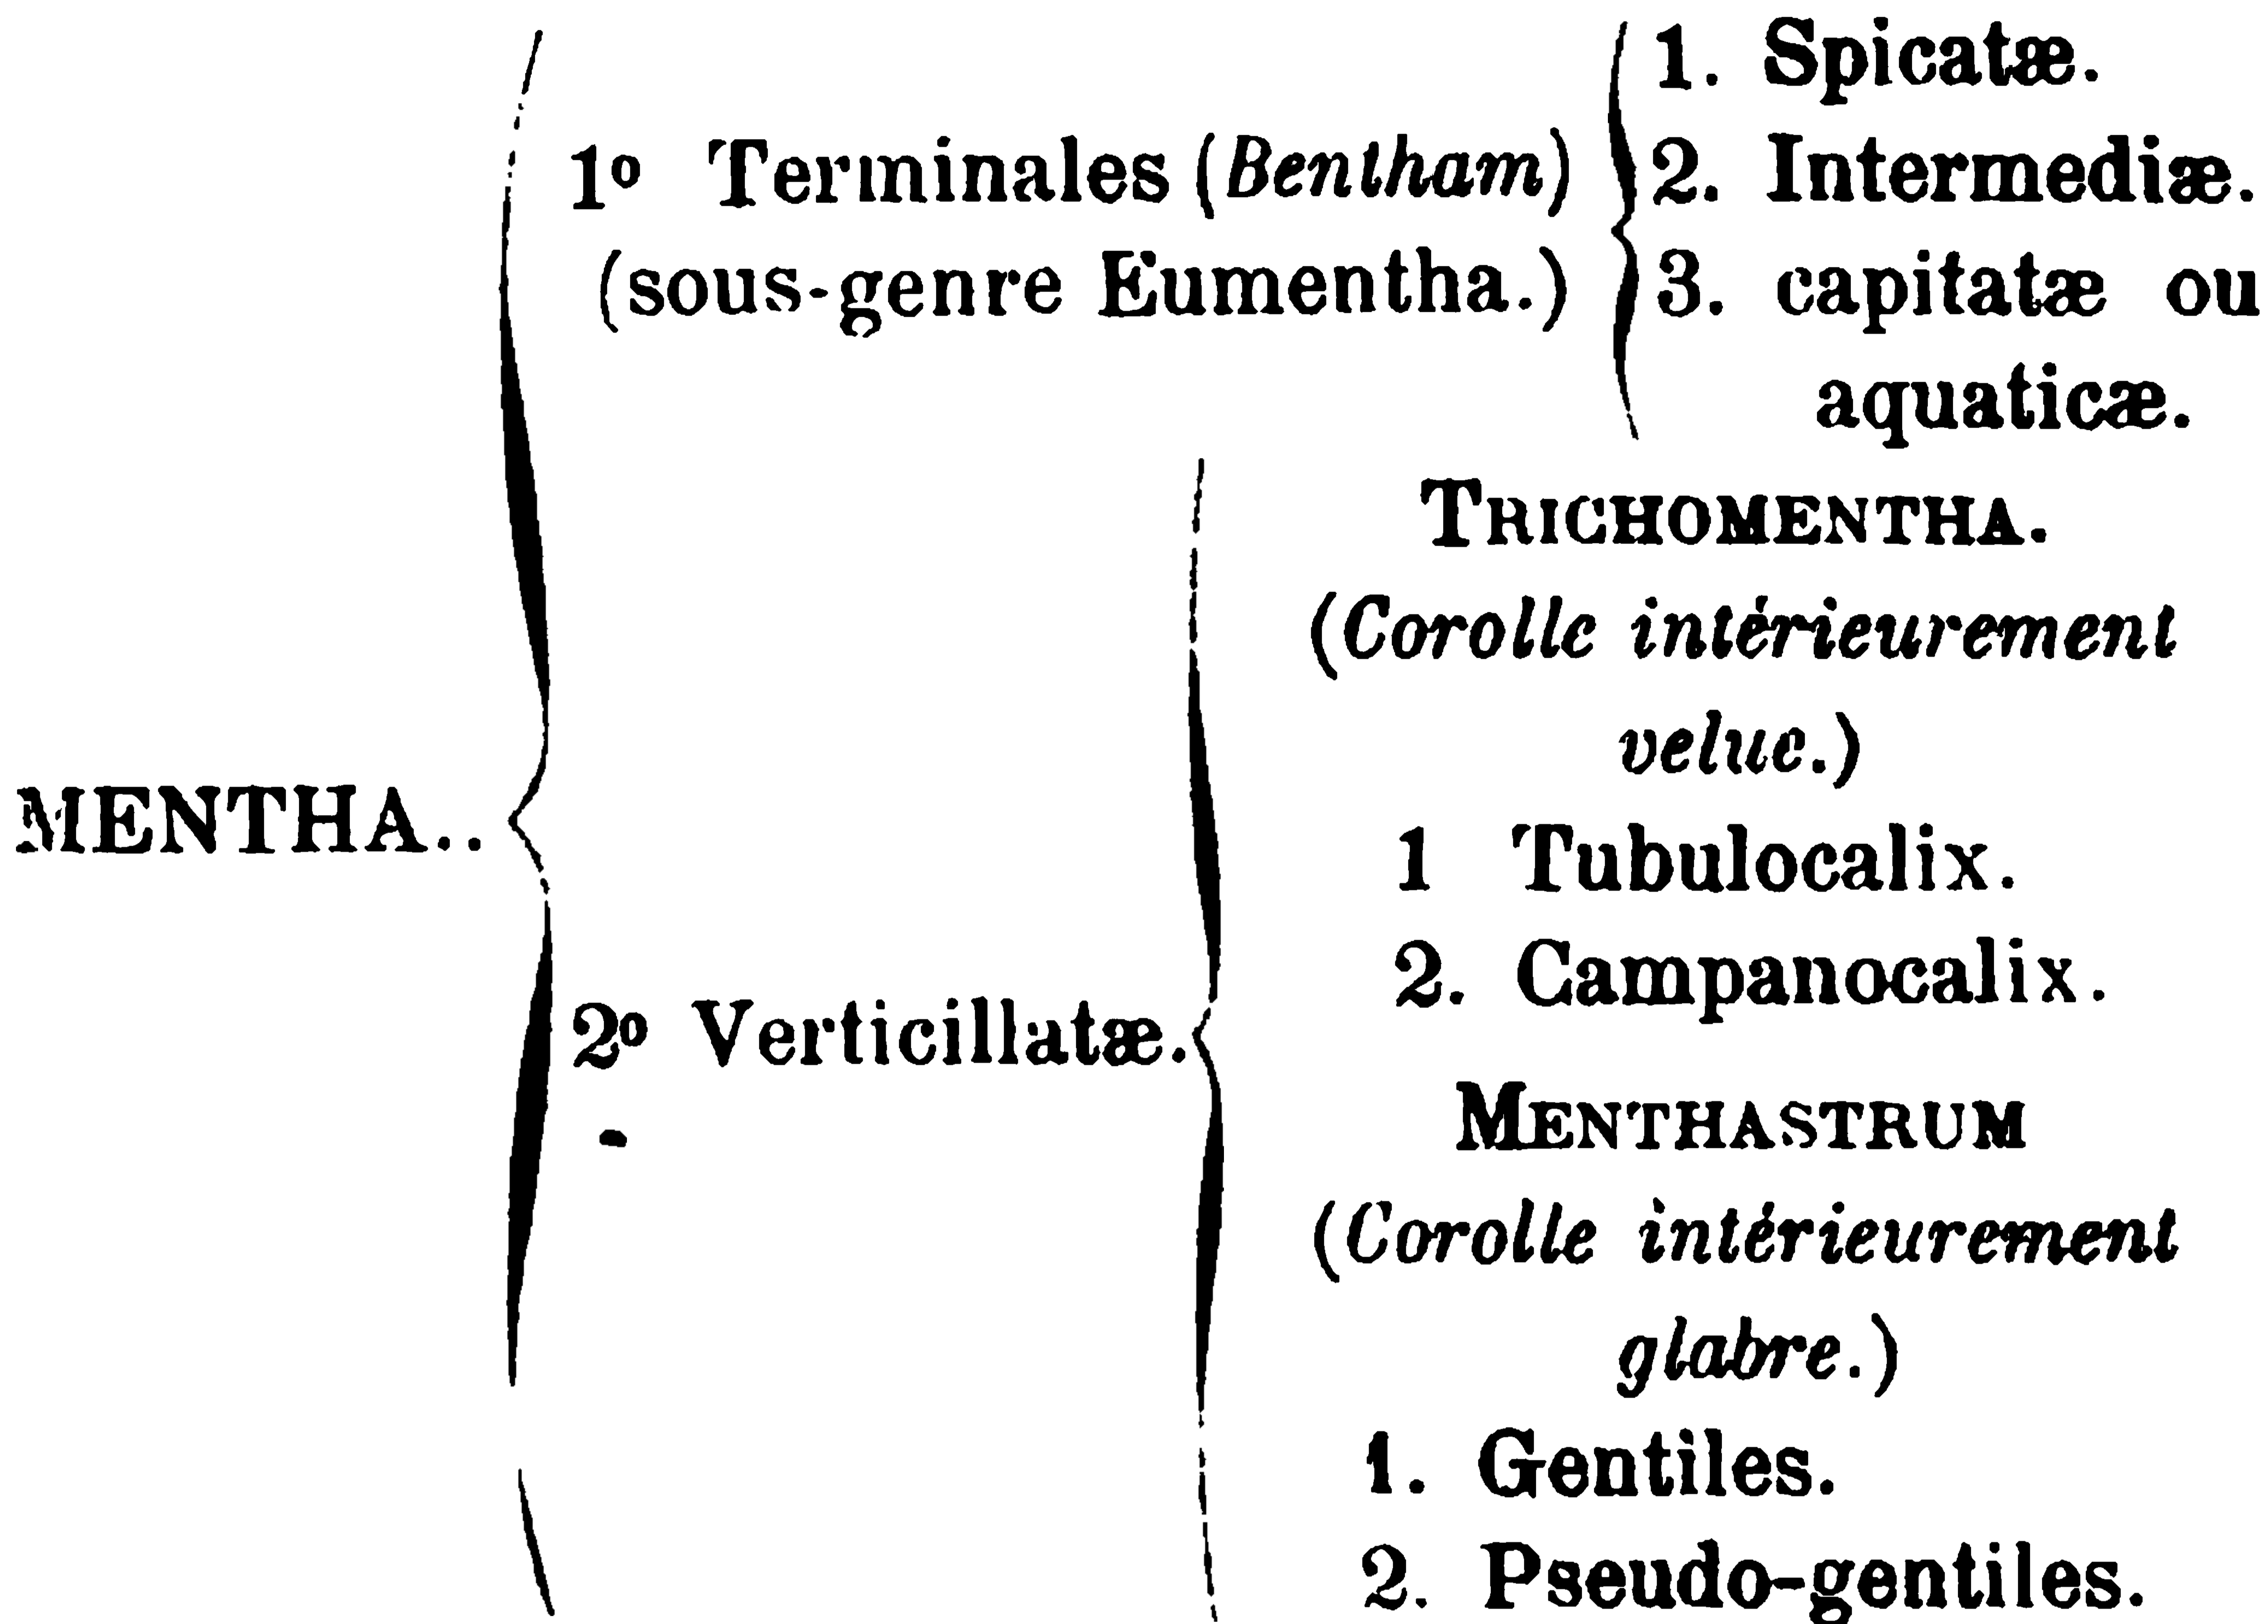 1. Spicatæ.
1º Terminales (Bentham)
2. Intermediæ.
(sous-genre Eumentha.)
3. capitatæ ou
aquaticæ.
TRICHOMENTHA.
(Corolle intérieurement
velue.)
MENTHA..
1 Tubulocalix.
2. Campanocalix.
2º Verticillatæ.
MENTHASTRUM
(Corolle intérieurement
glabre.)
1. Gentiles.
2. Pseudo-gentiles.